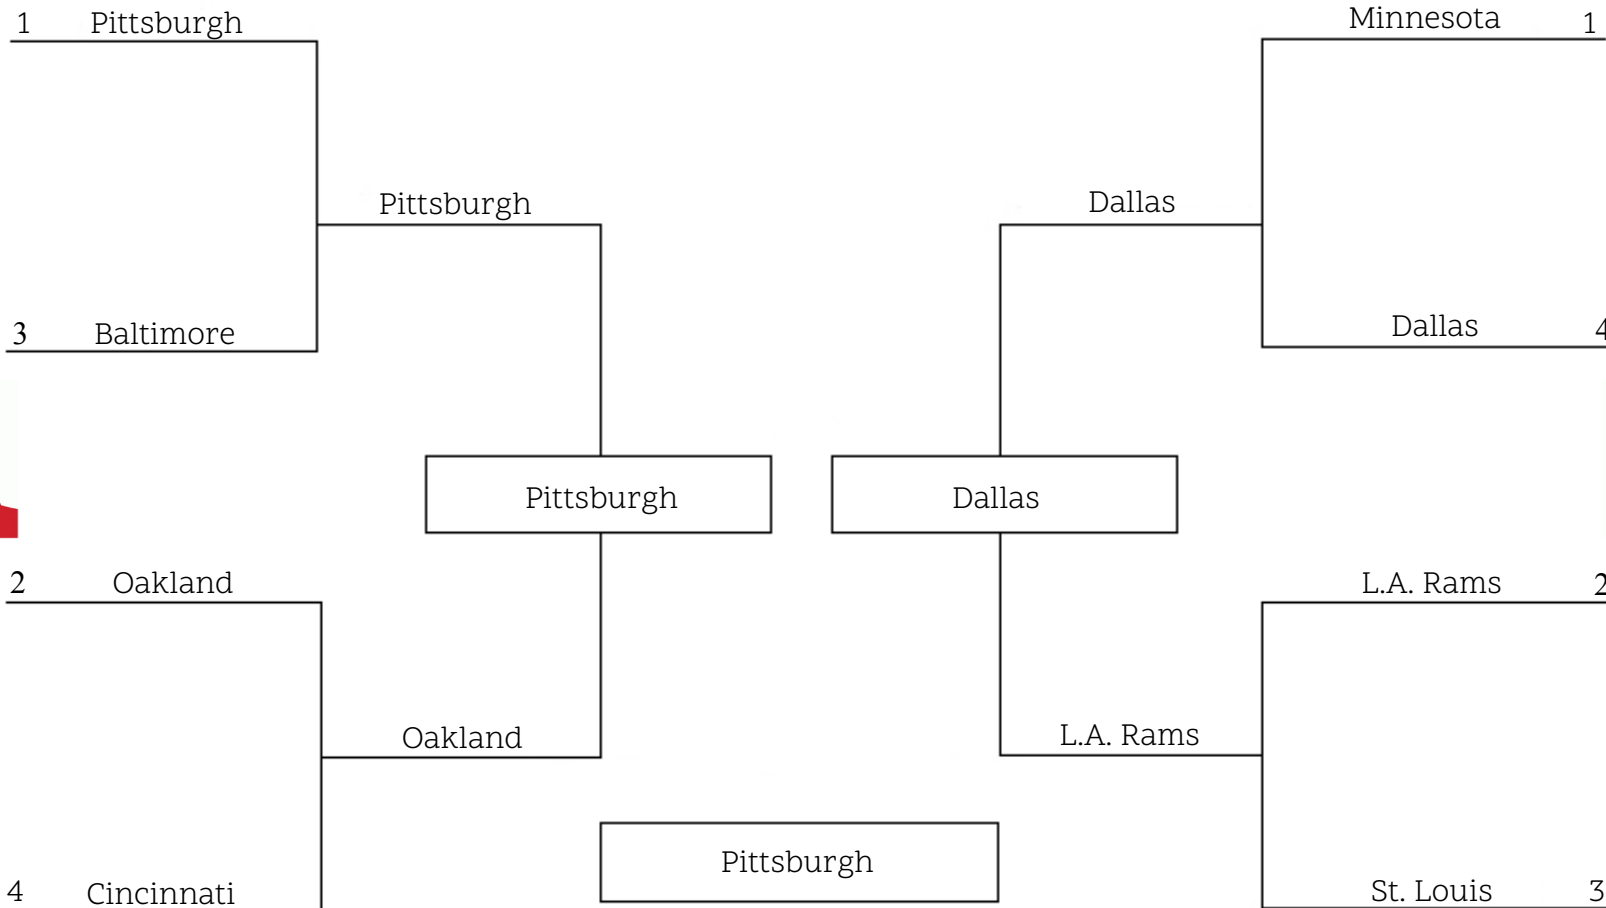 1 Pittsburgh
Minnesota 1
Pittsburgh
Dallas
3 Baltimore
Dallas 4
Pittsburgh
Dallas
2 Oakland
L.A. Rams 2
Oakland
L.A. Rams
Pittsburgh
4 Cincinnati
St. Louis 3